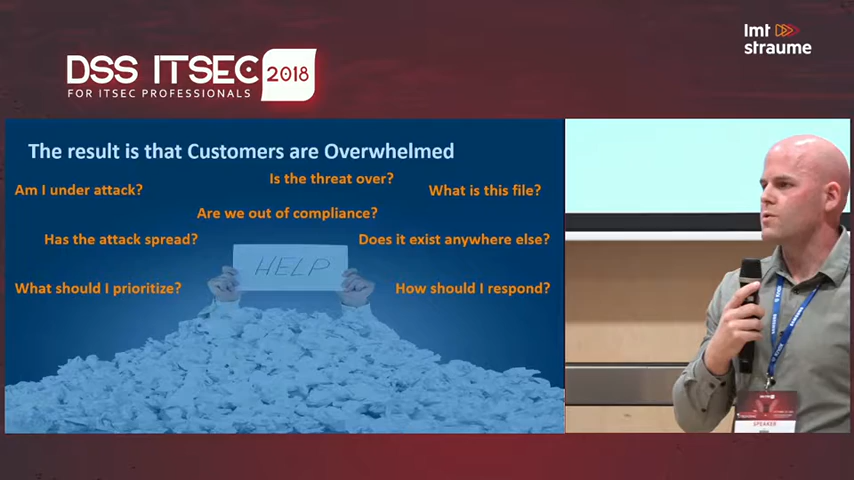 lmt
straume
DSS ITSEC 2018
FOR ITSEC PROFESSIONALS
The result is that Customers are Overwhelmed
Is the threat over?
Am I under attack?
What is this file?
Are we out of compliance?
Has the attack spread?
Does it exist anywhere else?
HELP
What should I prioritize?
How should I respond?
SPEAKER